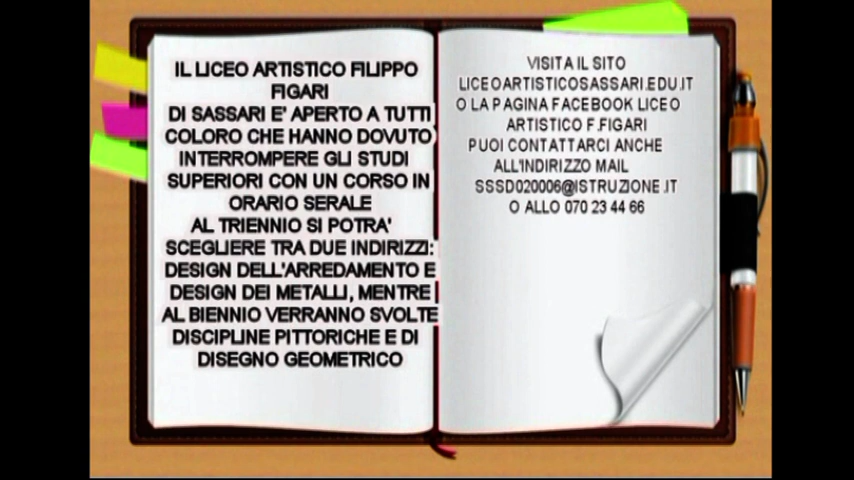 IL LICEO ARTISTICO FILIPPO
FIGARI
DI SASSARI E' APERTO A TUTTI
COLORO CHE HANNO DOVUTO
INTERROMPERE GLI STUDI
SUPERIORI CON UN CORSO IN
ORARIO SERALE
AL TRIENNIO SI POTRA'
SCEGLIERE TRA DUE INDIRIZZI:
DESIGN DELL'ARREDAMENTO E
DESIGN DEI METALLI, MENTRE
AL BIENNIO VERRANNO SVOLTE
DISCIPLINE PITTORICHE E DI
DISEGNO GEOMETRICO
VISITA IL SITO
LICEOARTISTICOSASSARI.EDU.IT
O LA PAGINA FACEBOOK LICEO
ARTISTICO F.FIGARI
PUOI CONTATTARCI ANCHE
ALL'INDIRIZZO MAIL
SSSD020006@ISTRUZIONE.IT
O ALLO 070 23 44 66